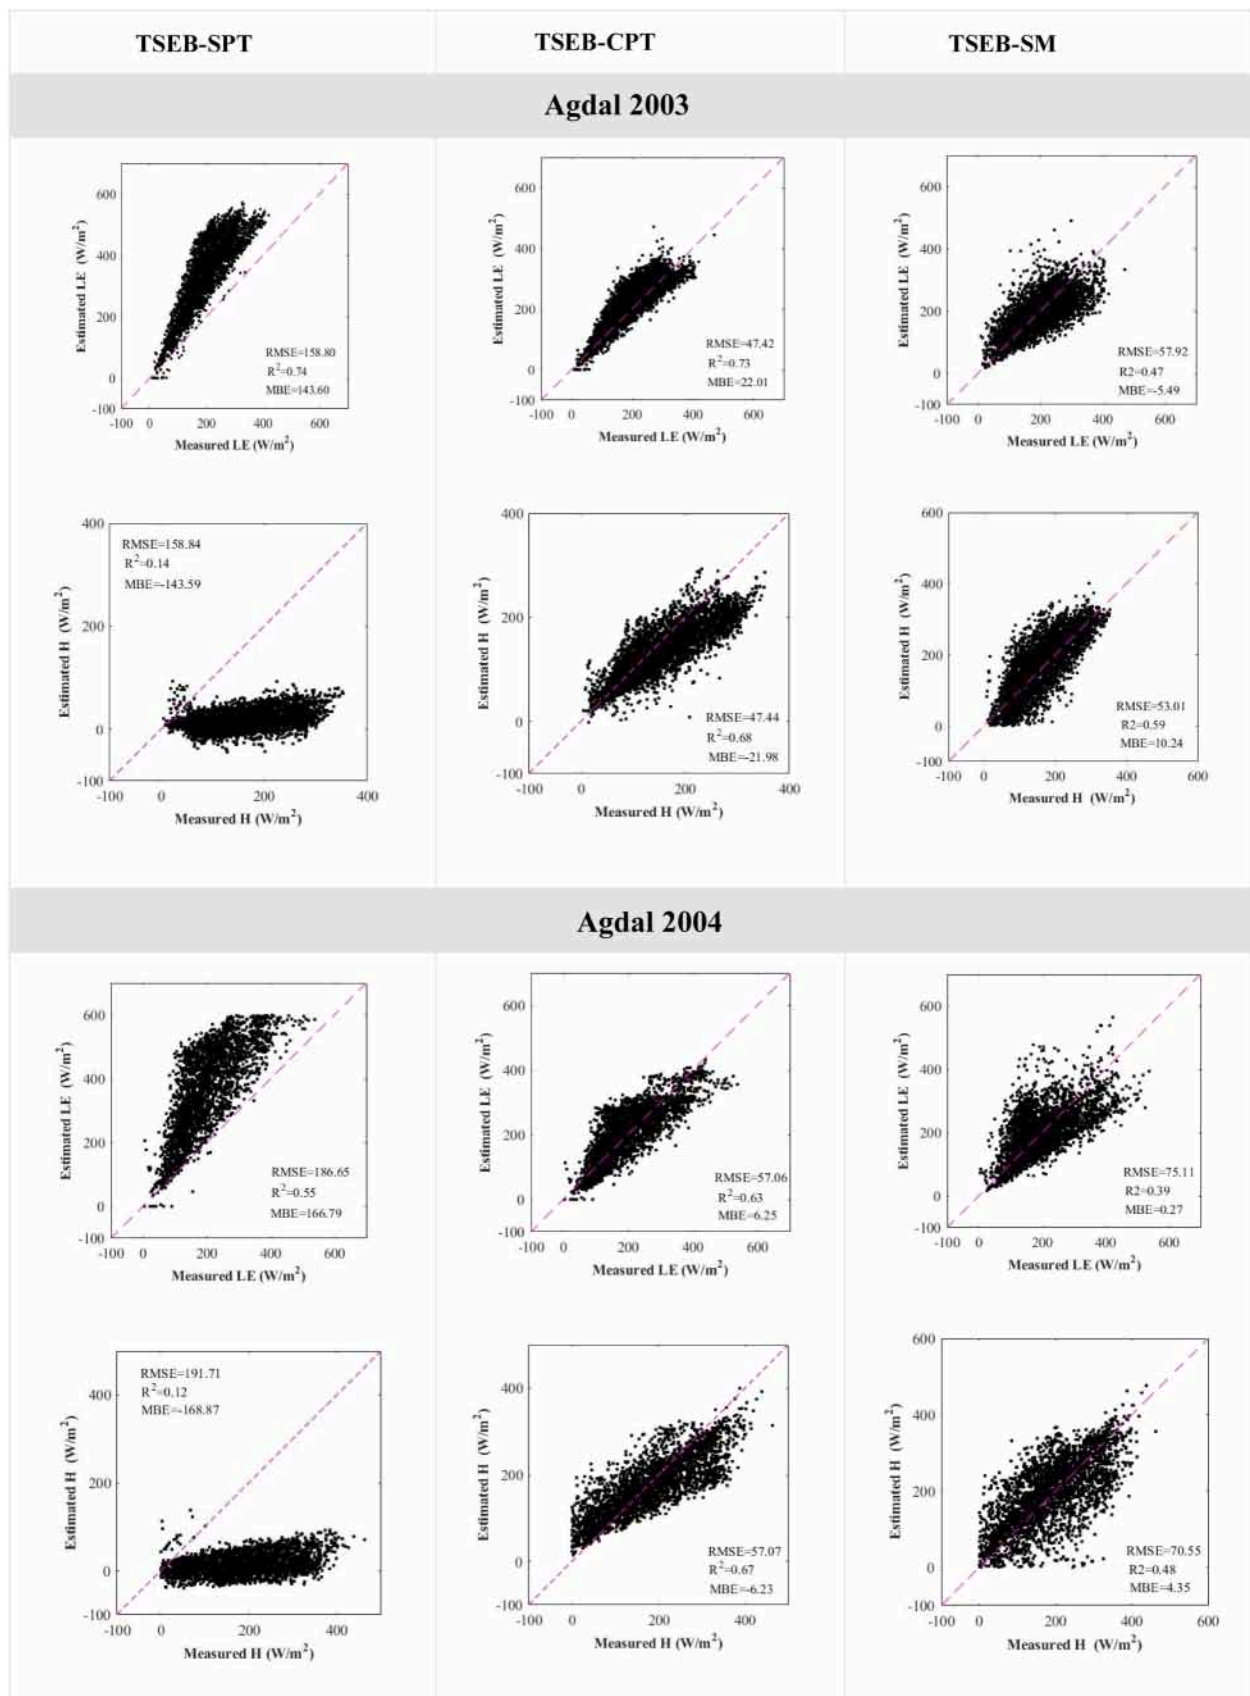 TSEB-SPT TSEB-CPT TSEB-SM
Agdal 2003
600
400
200
0
-100
-100 0 200 400 600
Estimated LE (W/m²)
Measured LE (W/m²)
RMSE=158.80
R²=0.74
MBE=143.60
600
400
200
0
-100
-100 0 200 400 600
Estimated LE (W/m²)
Measured LE (W/m²)
RMSE=47.42
R²=0.73
MBE=22.01
600
400
200
0
-100
-100 0 200 400 600
Estimated LE (W/m²)
Measured LE (W/m²)
RMSE=57.92
R2=0.47
MBE=-5.49
400
200
0
-100
-100 0 200 400
Estimated H (W/m²)
Measured H (W/m²)
RMSE=158.84
R²=0.14
MBE=-143.59
400
200
0
-100
-100 0 200 400
Estimated H (W/m²)
Measured H (W/m²)
RMSE=47.44
R²=0.68
MBE=-21.98
600
400
200
0
-100
-100 0 200 400 600
Estimated H (W/m²)
Measured H (W/m²)
RMSE=53.01
R2=0.59
MBE=10.24
Agdal 2004
600
400
200
0
-100
-100 0 200 400 600
Estimated LE (W/m²)
Measured LE (W/m²)
RMSE=186.65
R²=0.55
MBE=166.79
600
400
200
0
-100
-100 0 200 400 600
Estimated LE (W/m²)
Measured LE (W/m²)
RMSE=57.06
R²=0.63
MBE=6.25
600
400
200
0
-100
-100 0 200 400 600
Estimated LE (W/m²)
Measured LE (W/m²)
RMSE=75.11
R2=0.39
MBE=0.27
400
200
0
-100
-100 0 200 400
Estimated H (W/m²)
Measured H (W/m²)
RMSE=191.71
R²=0.12
MBE=-168.87
400
200
0
-100
-100 0 200 400
Estimated H (W/m²)
Measured H (W/m²)
RMSE=57.07
R²=0.67
MBE=-6.23
600
400
200
0
-100
-100 0 200 400 600
Estimated H (W/m²)
Measured H (W/m²)
RMSE=70.55
R2=0.48
MBE=4.35